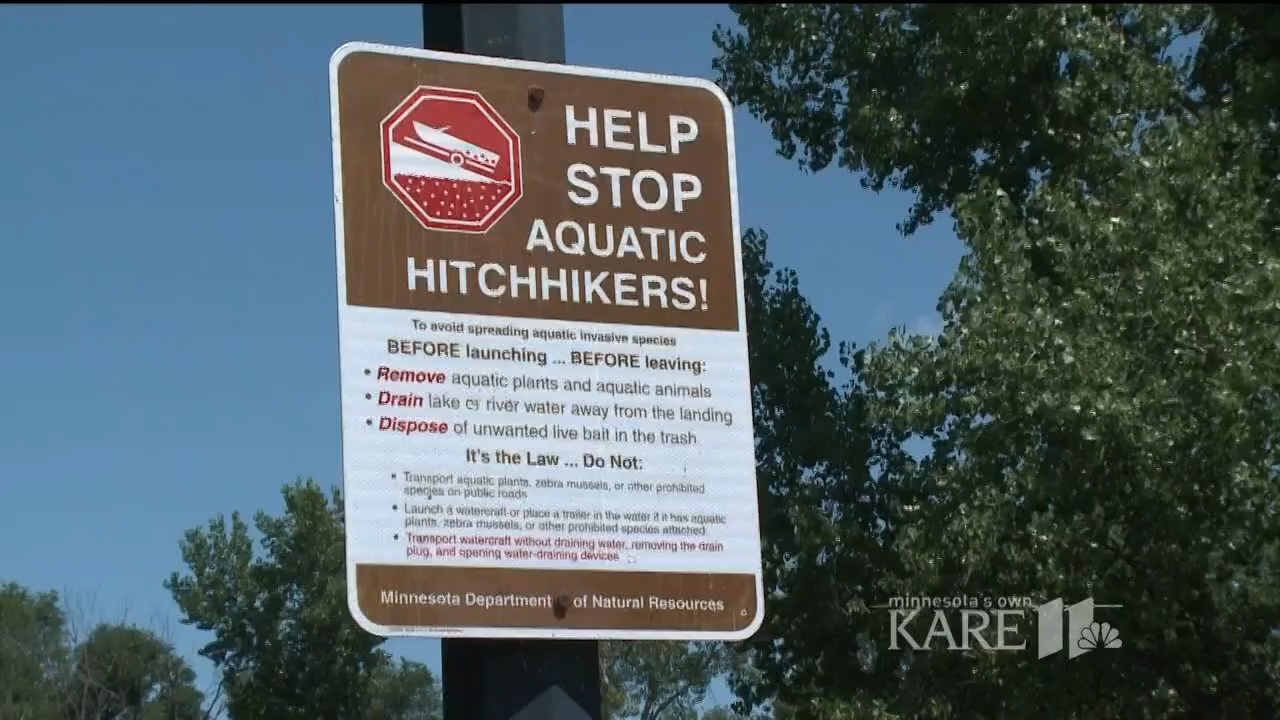 HELP
STOP
AQUATIC
HITCHHIKERS!
To avoid spreading aquatic invasive species
BEFORE launching ... BEFORE leaving:
• Remove aquatic plants and aquatic animals
• Drain lake or river water away from the landing
• Dispose of unwanted live bait in the trash
It's the Law ... Do Not:
• Transport aquatic plants, zebra mussels, or other prohibited
species on public roads
• Launch a watercraft or place a trailer in the water if it has aquatic
plants, zebra mussels, or other prohibited species attached
• Transport watercraft without draining water, removing the drain
plug, and opening water-draining devices
Minnesota Department of Natural Resources
minnesota's own
KARE 11